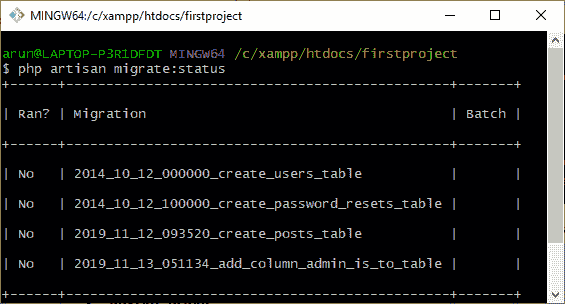 MINGW64:/c/xampp/htdocs/firstproject
arun@LAPTOP-P3R1DFDT MINGW64 /c/xampp/htdocs/firstproject
$ php artisan migrate:status
+------+------------------------------------------------+-------+
| Ran? | Migration | Batch |
+------+------------------------------------------------+-------+
| No | 2014_10_12_000000_create_users_table | |
| No | 2014_10_12_100000_create_password_resets_table | |
| No | 2019_11_12_093520_create_posts_table | |
| No | 2019_11_13_051134_add_column_admin_is_to_table | |
+------+------------------------------------------------+-------+